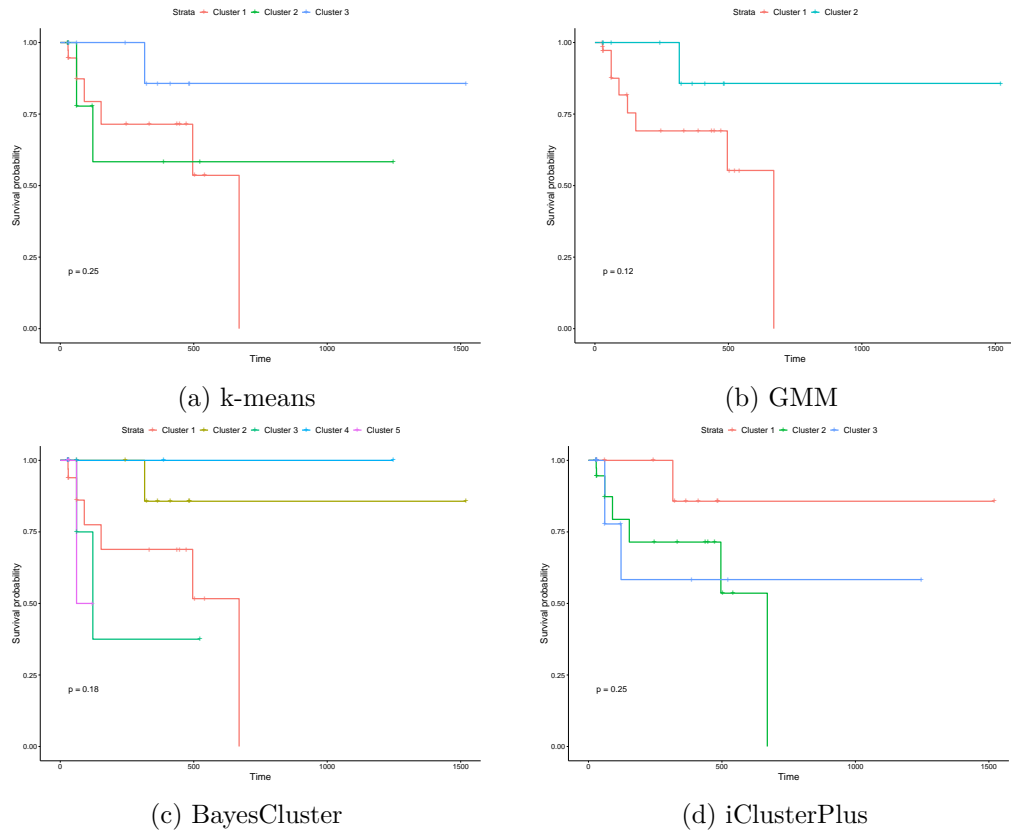 Strata Cluster 1 Cluster 2 Cluster 3
1.00
0.75
0.50
0.25
0.00
Survival probability
p = 0.25
0 500 1000 1500
Time
(a) k-means
Strata Cluster 1 Cluster 2
1.00
0.75
0.50
0.25
0.00
Survival probability
p = 0.12
0 500 1000 1500
Time
(b) GMM
Strata Cluster 1 Cluster 2 Cluster 3 Cluster 4 Cluster 5
1.00
0.75
0.50
0.25
0.00
Survival probability
p = 0.18
0 500 1000 1500
Time
(c) BayesCluster
Strata Cluster 1 Cluster 2 Cluster 3
1.00
0.75
0.50
0.25
0.00
Survival probability
p = 0.25
0 500 1000 1500
Time
(d) iClusterPlus